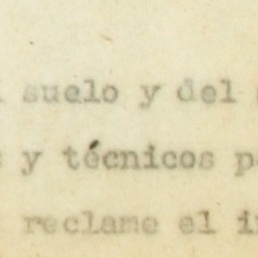 suelo y del
y técnicos
reclame el